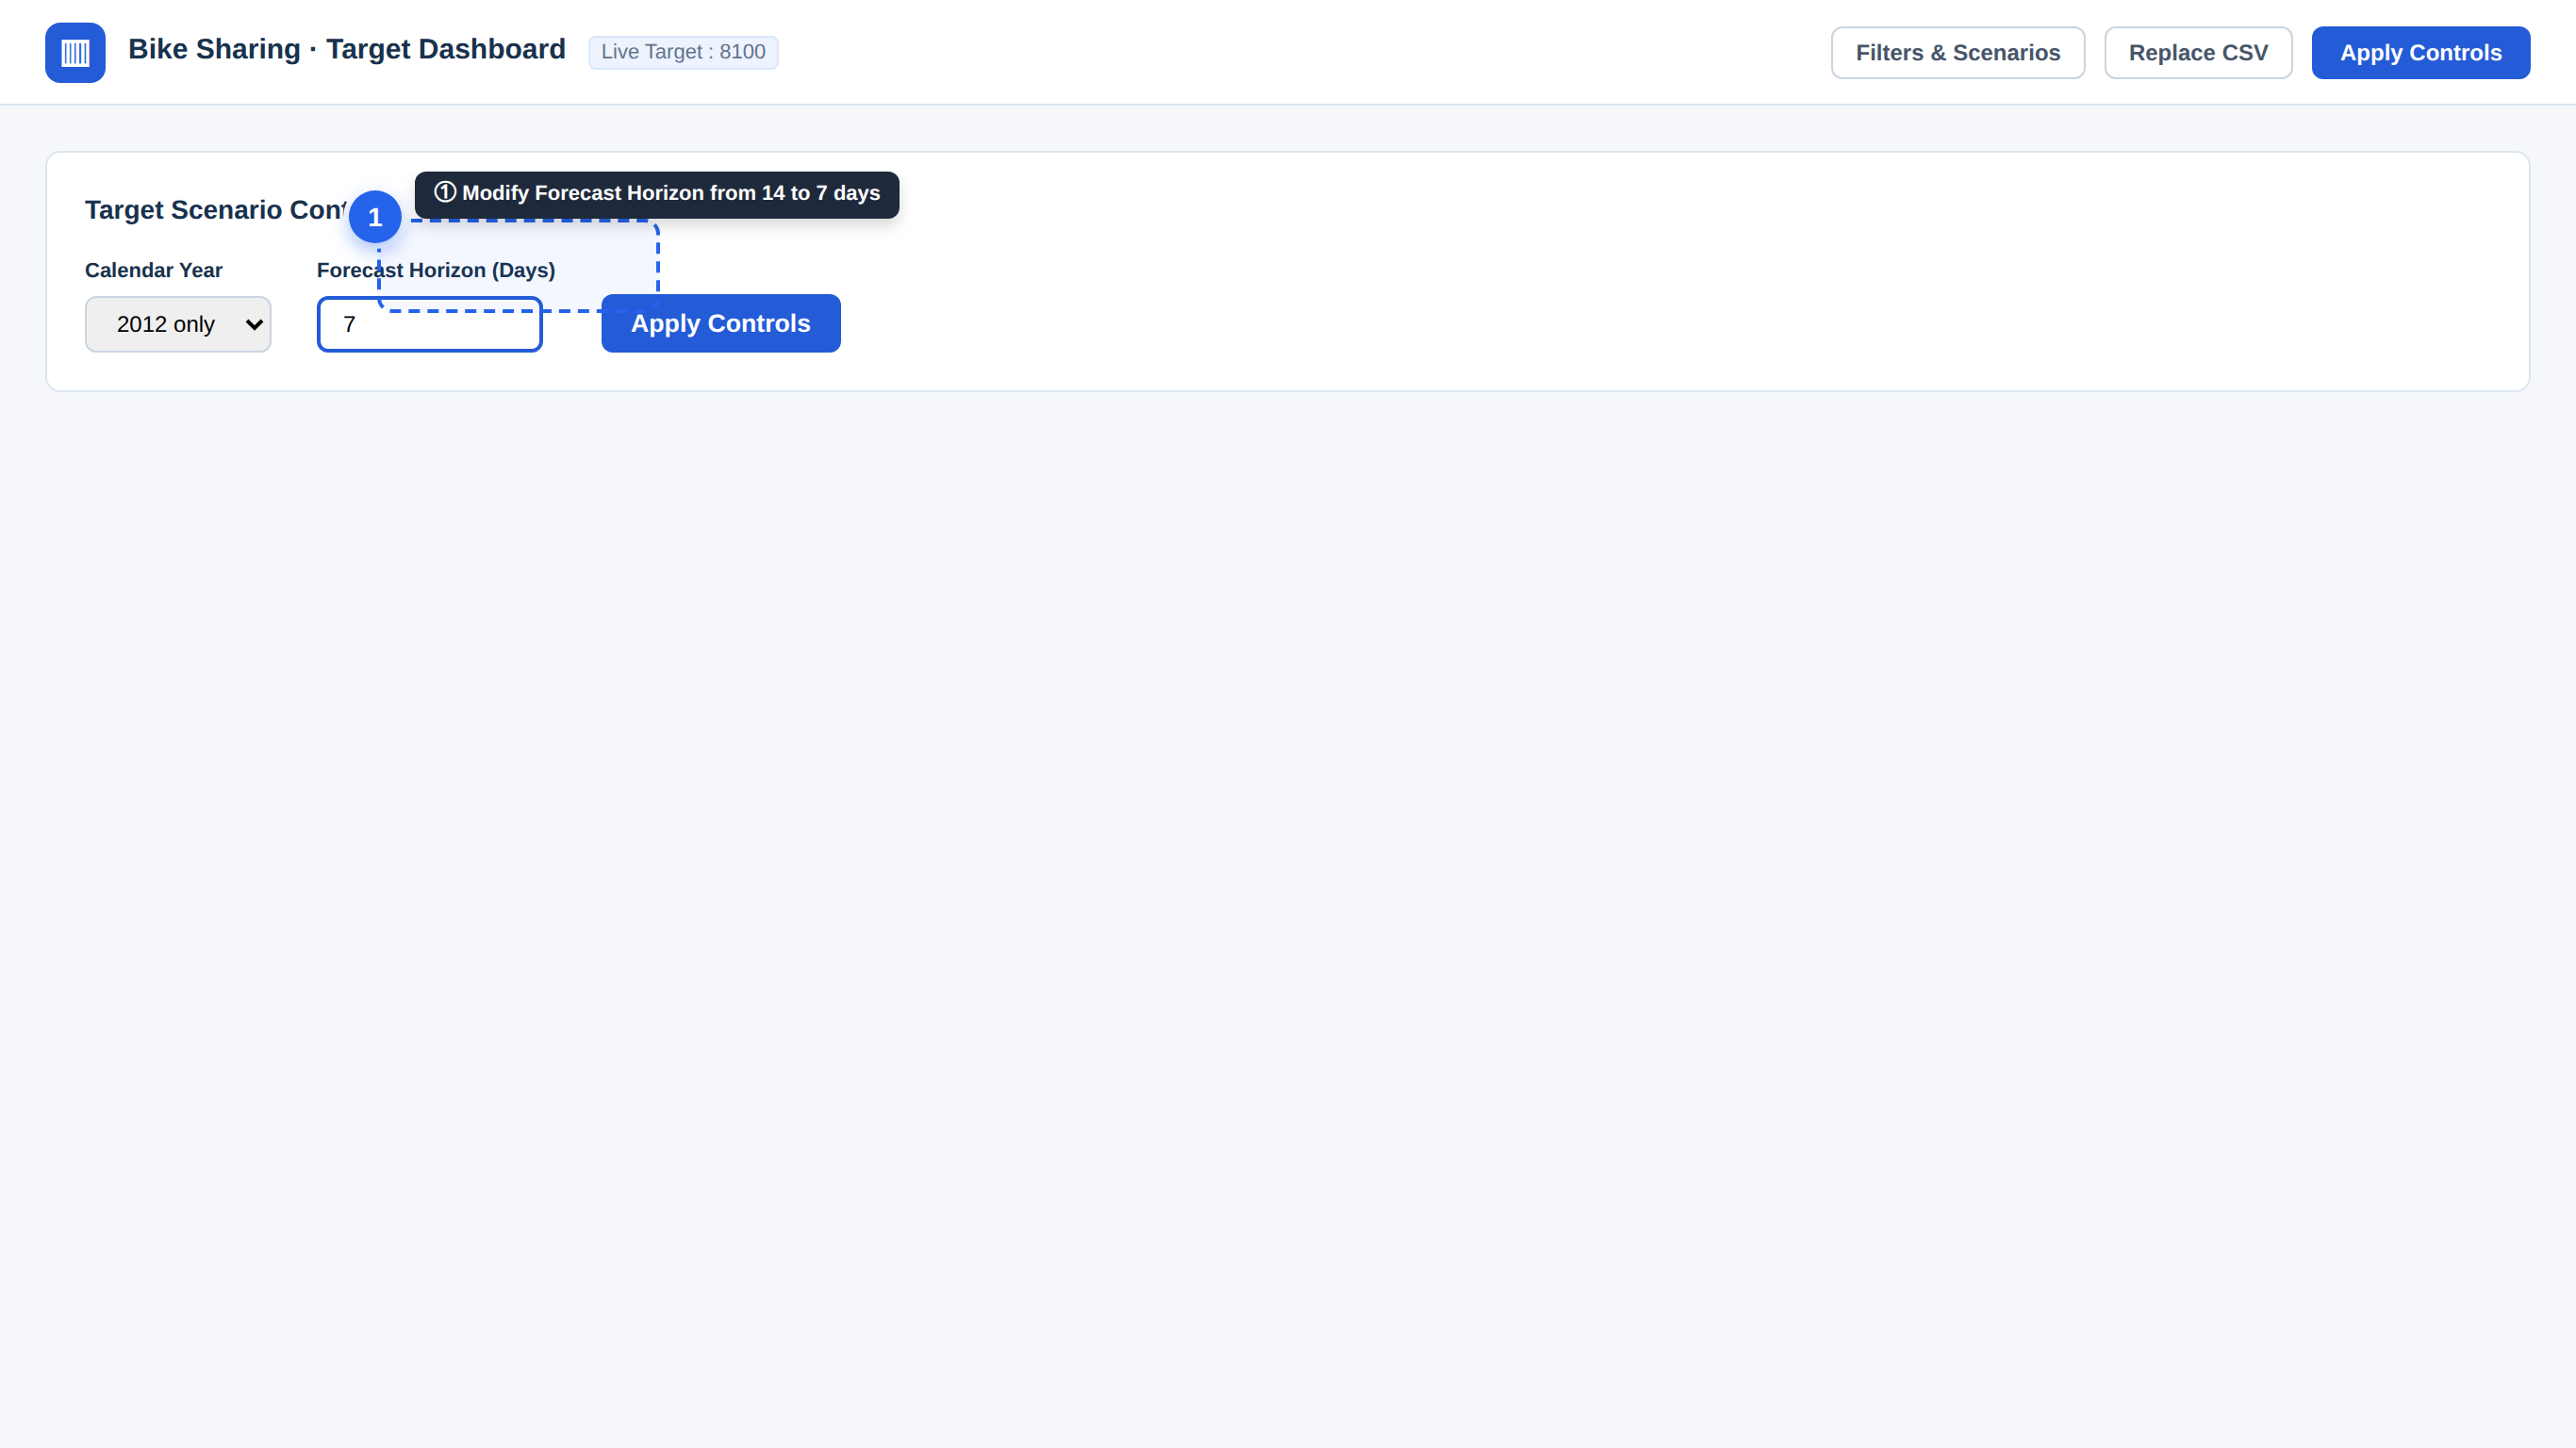 Bike Sharing · Target Dashboard
Live Target : 8100
Filters & Scenarios
Replace CSV
Apply Controls
① Modify Forecast Horizon from 14 to 7 days
Target Scenario
1
Calendar Year
Forecast Horizon (Days)
2012 only
7
Apply Controls